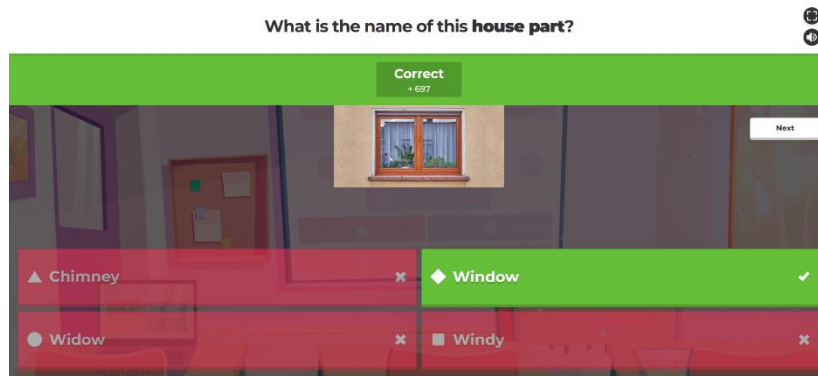 What is the name of this house part?
Correct
+ 697
Next
Chimney
Window
Widow
Windy